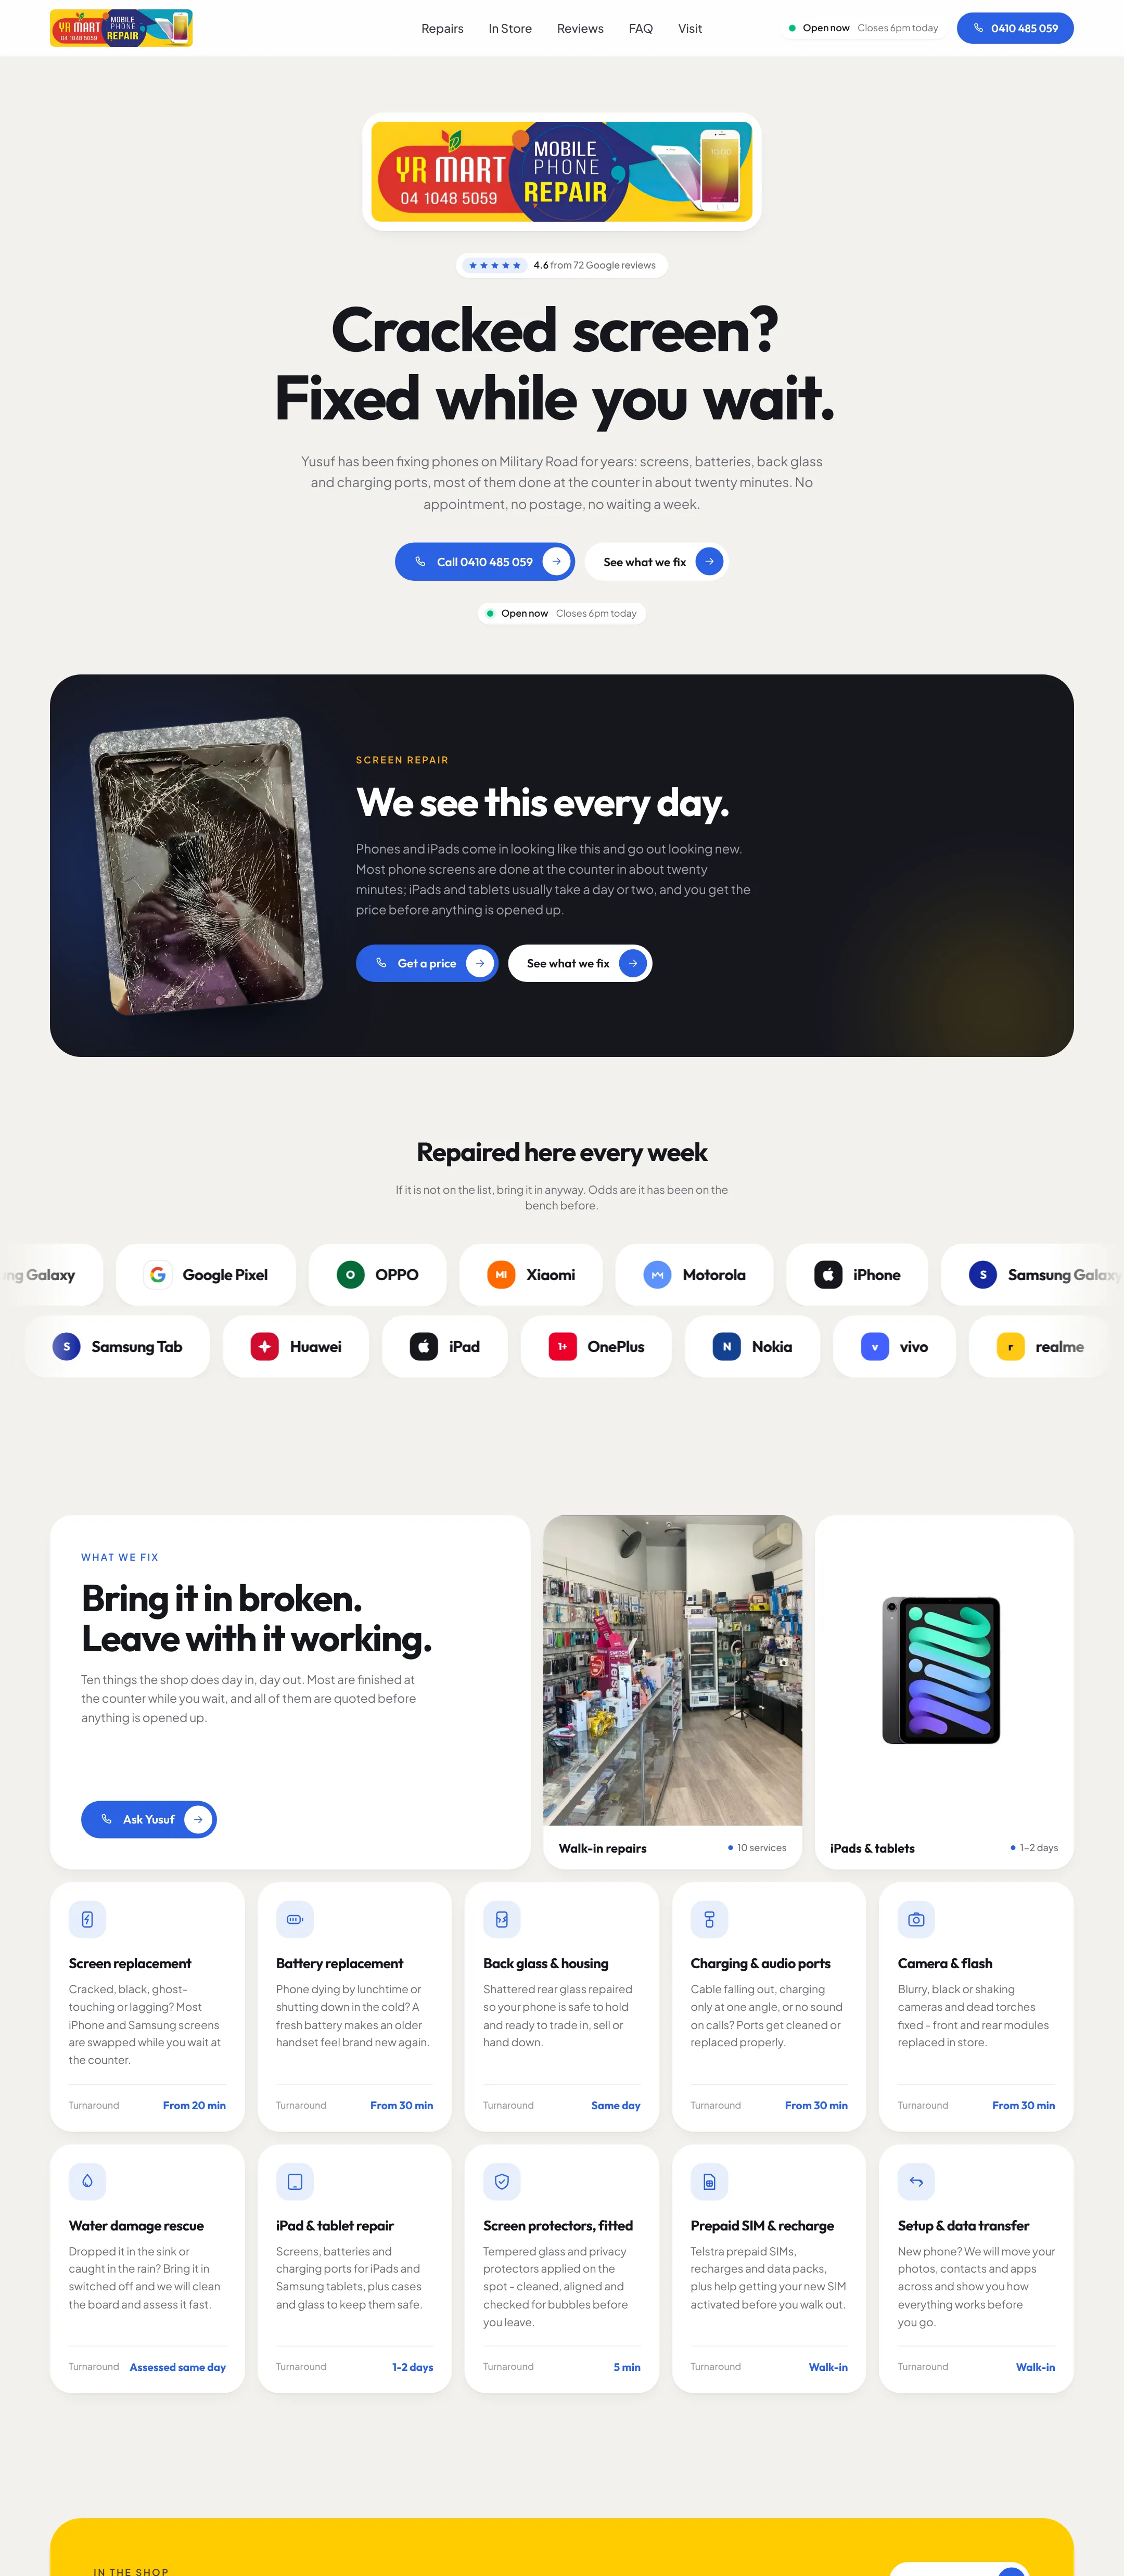 YR MART
04 1048 5059
MOBILE
PHONE
REPAIR
Repairs
In Store
Reviews
FAQ
Visit
Open now Closes 6pm today
0410 485 059
YR MART
04 1048 5059
MOBILE
PHONE
REPAIR
10:00
4.6 from 72 Google reviews
Cracked screen?
Fixed while you wait.
Yusuf has been fixing phones on Military Road for years: screens, batteries, back glass
and charging ports, most of them done at the counter in about twenty minutes. No
appointment, no postage, no waiting a week.
Call 0410 485 059
See what we fix
Open now Closes 6pm today
SCREEN REPAIR
We see this every day.
Phones and iPads come in looking like this and go out looking new.
Most phone screens are done at the counter in about twenty
minutes; iPads and tablets usually take a day or two, and you get the
price before anything is opened up.
Get a price
See what we fix
Repaired here every week
If it is not on the list, bring it in anyway. Odds are it has been on the
bench before.
ng Galaxy
G Google Pixel
O OPPO
MI Xiaomi
Motorola
iPhone
S Samsung Galaxy
S Samsung Tab
Huawei
iPad
1+ OnePlus
N Nokia
v vivo
r realme
WHAT WE FIX
Bring it in broken.
Leave with it working.
Ten things the shop does day in, day out. Most are finished at
the counter while you wait, and all of them are quoted before
anything is opened up.
Ask Yusuf
Walk-in repairs
10 services
iPads & tablets
1–2 days
Screen replacement
Cracked, black, ghost-
touching or lagging? Most
iPhone and Samsung screens
are swapped while you wait at
the counter.
Turnaround From 20 min
Battery replacement
Phone dying by lunchtime or
shutting down in the cold? A
fresh battery makes an older
handset feel brand new again.
Turnaround From 30 min
Back glass & housing
Shattered rear glass repaired
so your phone is safe to hold
and ready to trade in, sell or
hand down.
Turnaround Same day
Charging & audio ports
Cable falling out, charging
only at one angle, or no sound
on calls? Ports get cleaned or
replaced properly.
Turnaround From 30 min
Camera & flash
Blurry, black or shaking
cameras and dead torches
fixed - front and rear modules
replaced in store.
Turnaround From 30 min
Water damage rescue
Dropped it in the sink or
caught in the rain? Bring it in
switched off and we will clean
the board and assess it fast.
Turnaround Assessed same day
iPad & tablet repair
Screens, batteries and
charging ports for iPads and
Samsung tablets, plus cases
and glass to keep them safe.
Turnaround 1-2 days
Screen protectors, fitted
Tempered glass and privacy
protectors applied on the
spot - cleaned, aligned and
checked for bubbles before
you leave.
Turnaround 5 min
Prepaid SIM & recharge
Telstra prepaid SIMs,
recharges and data packs,
plus help getting your new SIM
activated before you walk out.
Turnaround Walk-in
Setup & data transfer
New phone? We will move your
photos, contacts and apps
across and show you how
everything works before
you go.
Turnaround Walk-in
IN THE SHOP